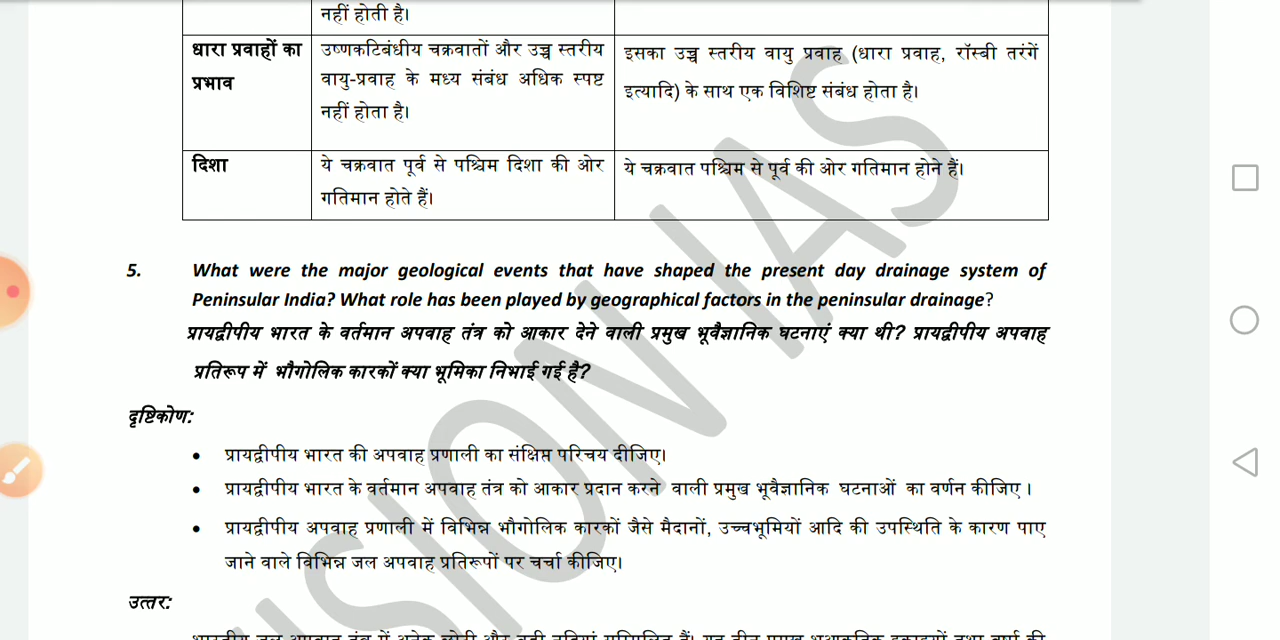 नहीं होती है।
धारा प्रवाहों का
प्रभाव
उष्णकटिबंधीय चक्रवातों और उच्च स्तरीय
वायु-प्रवाह के मध्य संबंध अधिक स्पष्ट
नहीं होता है।
इसका उच्च स्तरीय वायु प्रवाह (धारा प्रवाह, रॉस्बी तरंगें
इत्यादि) के साथ एक विशिष्ट संबंध होता है।
दिशा
ये चक्रवात पूर्व से पश्चिम दिशा की ओर
गतिमान होते हैं।
ये चक्रवात पश्चिम से पूर्व की ओर गतिमान होने हैं।
5. What were the major geological events that have shaped the present day drainage system of
Peninsular India? What role has been played by geographical factors in the peninsular drainage?
प्रायद्वीपीय भारत के वर्तमान अपवाह तंत्र को आकार देने वाली प्रमुख भूवैज्ञानिक घटनाएं क्या थी? प्रायद्वीपीय अपवाह
प्रतिरूप में भौगोलिक कारकों क्या भूमिका निभाई गई है?
दृष्टिकोण:
• प्रायद्वीपीय भारत की अपवाह प्रणाली का संक्षिप्त परिचय दीजिए।
• प्रायद्वीपीय भारत के वर्तमान अपवाह तंत्र को आकार प्रदान करने वाली प्रमुख भूवैज्ञानिक घटनाओं का वर्णन कीजिए ।
• प्रायद्वीपीय अपवाह प्रणाली में विभिन्न भौगोलिक कारकों जैसे मैदानों, उच्चभूमियों आदि की उपस्थिति के कारण पाए
जाने वाले विभिन्न जल अपवाह प्रतिरूपों पर चर्चा कीजिए।
उत्तर:
VISION IAS